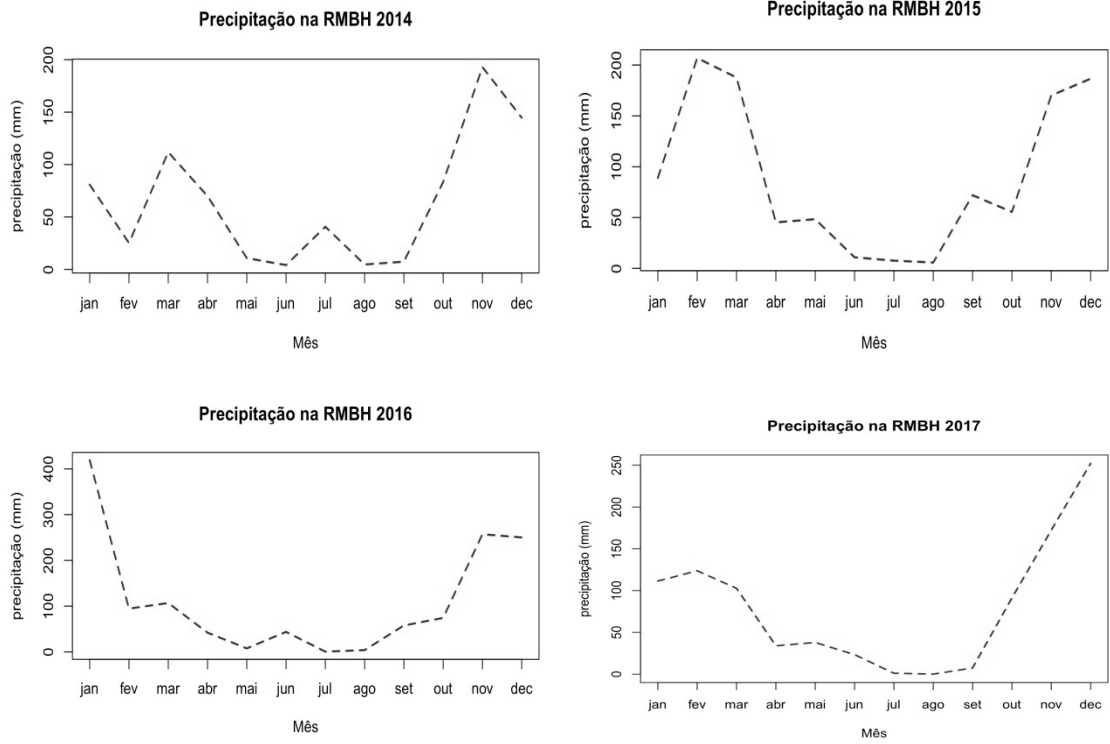 Precipitação na RMBH 2014
precipitação (mm)
200
150
100
50
0
jan fev mar abr mai jun jul ago set out nov dec
Mês
Precipitação na RMBH 2015
precipitação (mm)
200
150
100
50
0
jan fev mar abr mai jun jul ago set out nov dec
Mês
Precipitação na RMBH 2016
precipitação (mm)
400
300
200
100
0
jan fev mar abr mai jun jul ago set out nov dec
Mês
Precipitação na RMBH 2017
precipitação (mm)
250
200
150
100
50
0
jan fev mar abr mai jun jul ago set out nov dec
Mês